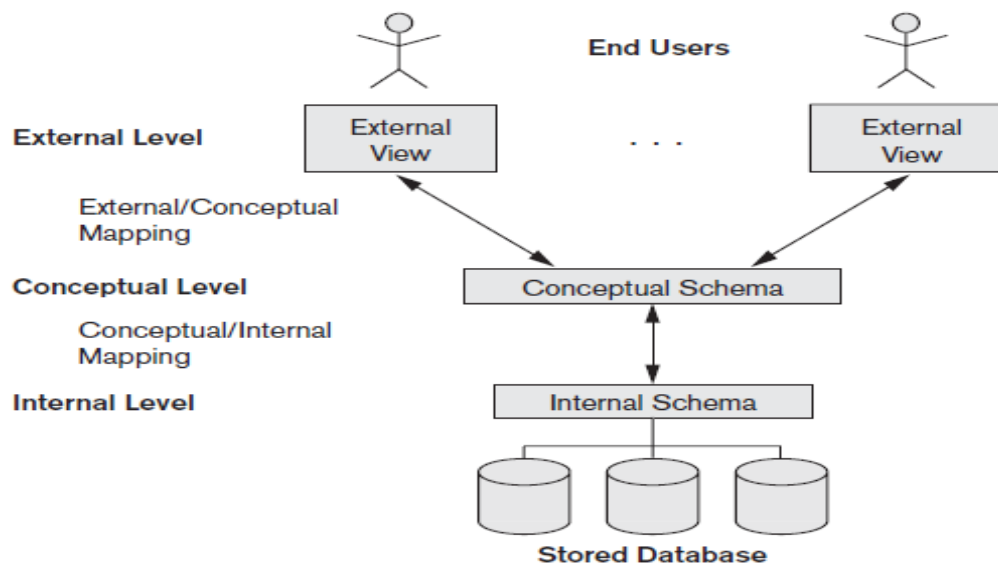 End Users
External Level
External
View
. . .
External
View
External/Conceptual
Mapping
Conceptual Level
Conceptual Schema
Conceptual/Internal
Mapping
Internal Level
Internal Schema
Stored Database